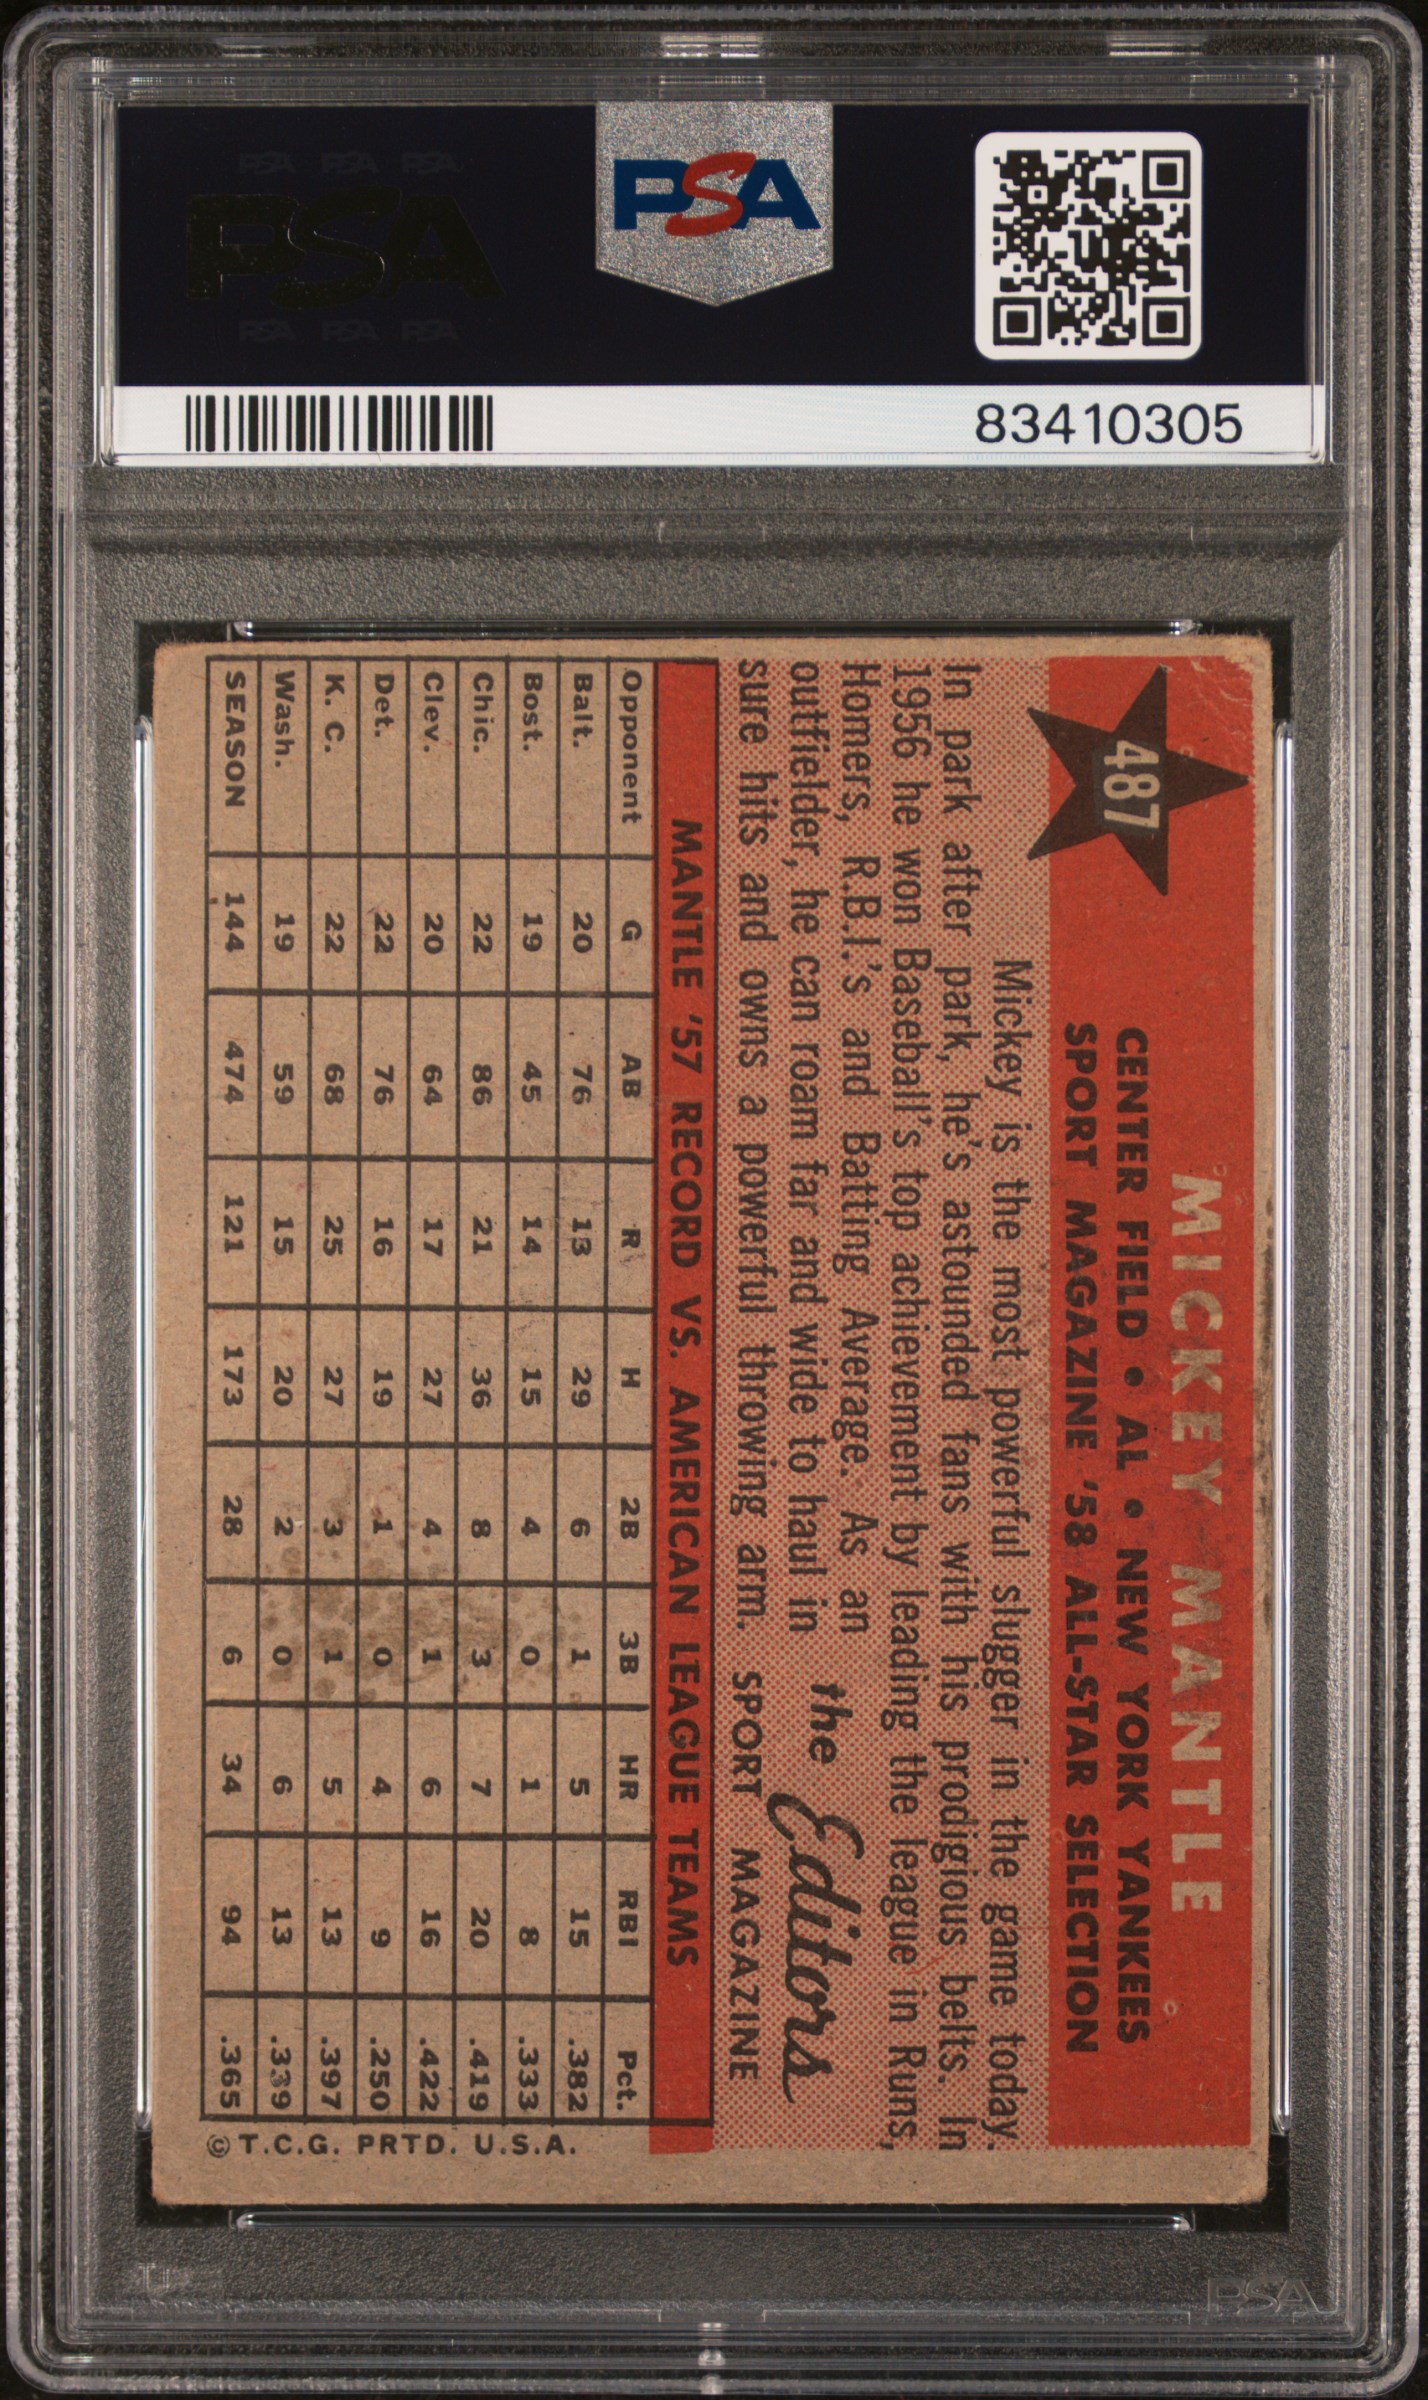 PSA PSA PSA
PSA
PSA PSA PSA
PSA
83410305
487
MICKEY MANTLE
CENTER FIELD • AL • NEW YORK YANKEES
SPORT MAGAZINE '58 ALL-STAR SELECTION
Mickey is the most powerful slugger in the game today.
In park after park, he's astounded fans with his prodigious belts. In
1956 he won Baseball's top achievement by leading the league in Runs,
Homers, R.B.I.'s and Batting Average. As an
outfielder, he can roam far and wide to haul in
sure hits and owns a powerful throwing arm.
the Editors
SPORT MAGAZINE
MANTLE '57 RECORD VS. AMERICAN LEAGUE TEAMS
Opponent G AB R H 2B 3B HR RBI Pct.
Balt. 20 76 13 29 6 1 5 15 .382
Bost. 19 45 14 15 4 0 1 8 .333
Chic. 22 86 21 36 8 3 7 20 .419
Clev. 20 64 17 27 4 1 6 16 .422
Det. 22 76 16 19 1 0 4 9 .250
K. C. 22 68 25 27 3 1 5 13 .397
Wash. 19 59 15 20 2 0 6 13 .339
SEASON 144 474 121 173 28 6 34 94 .365
© T.C.G. PRTD. U.S.A.
PSA